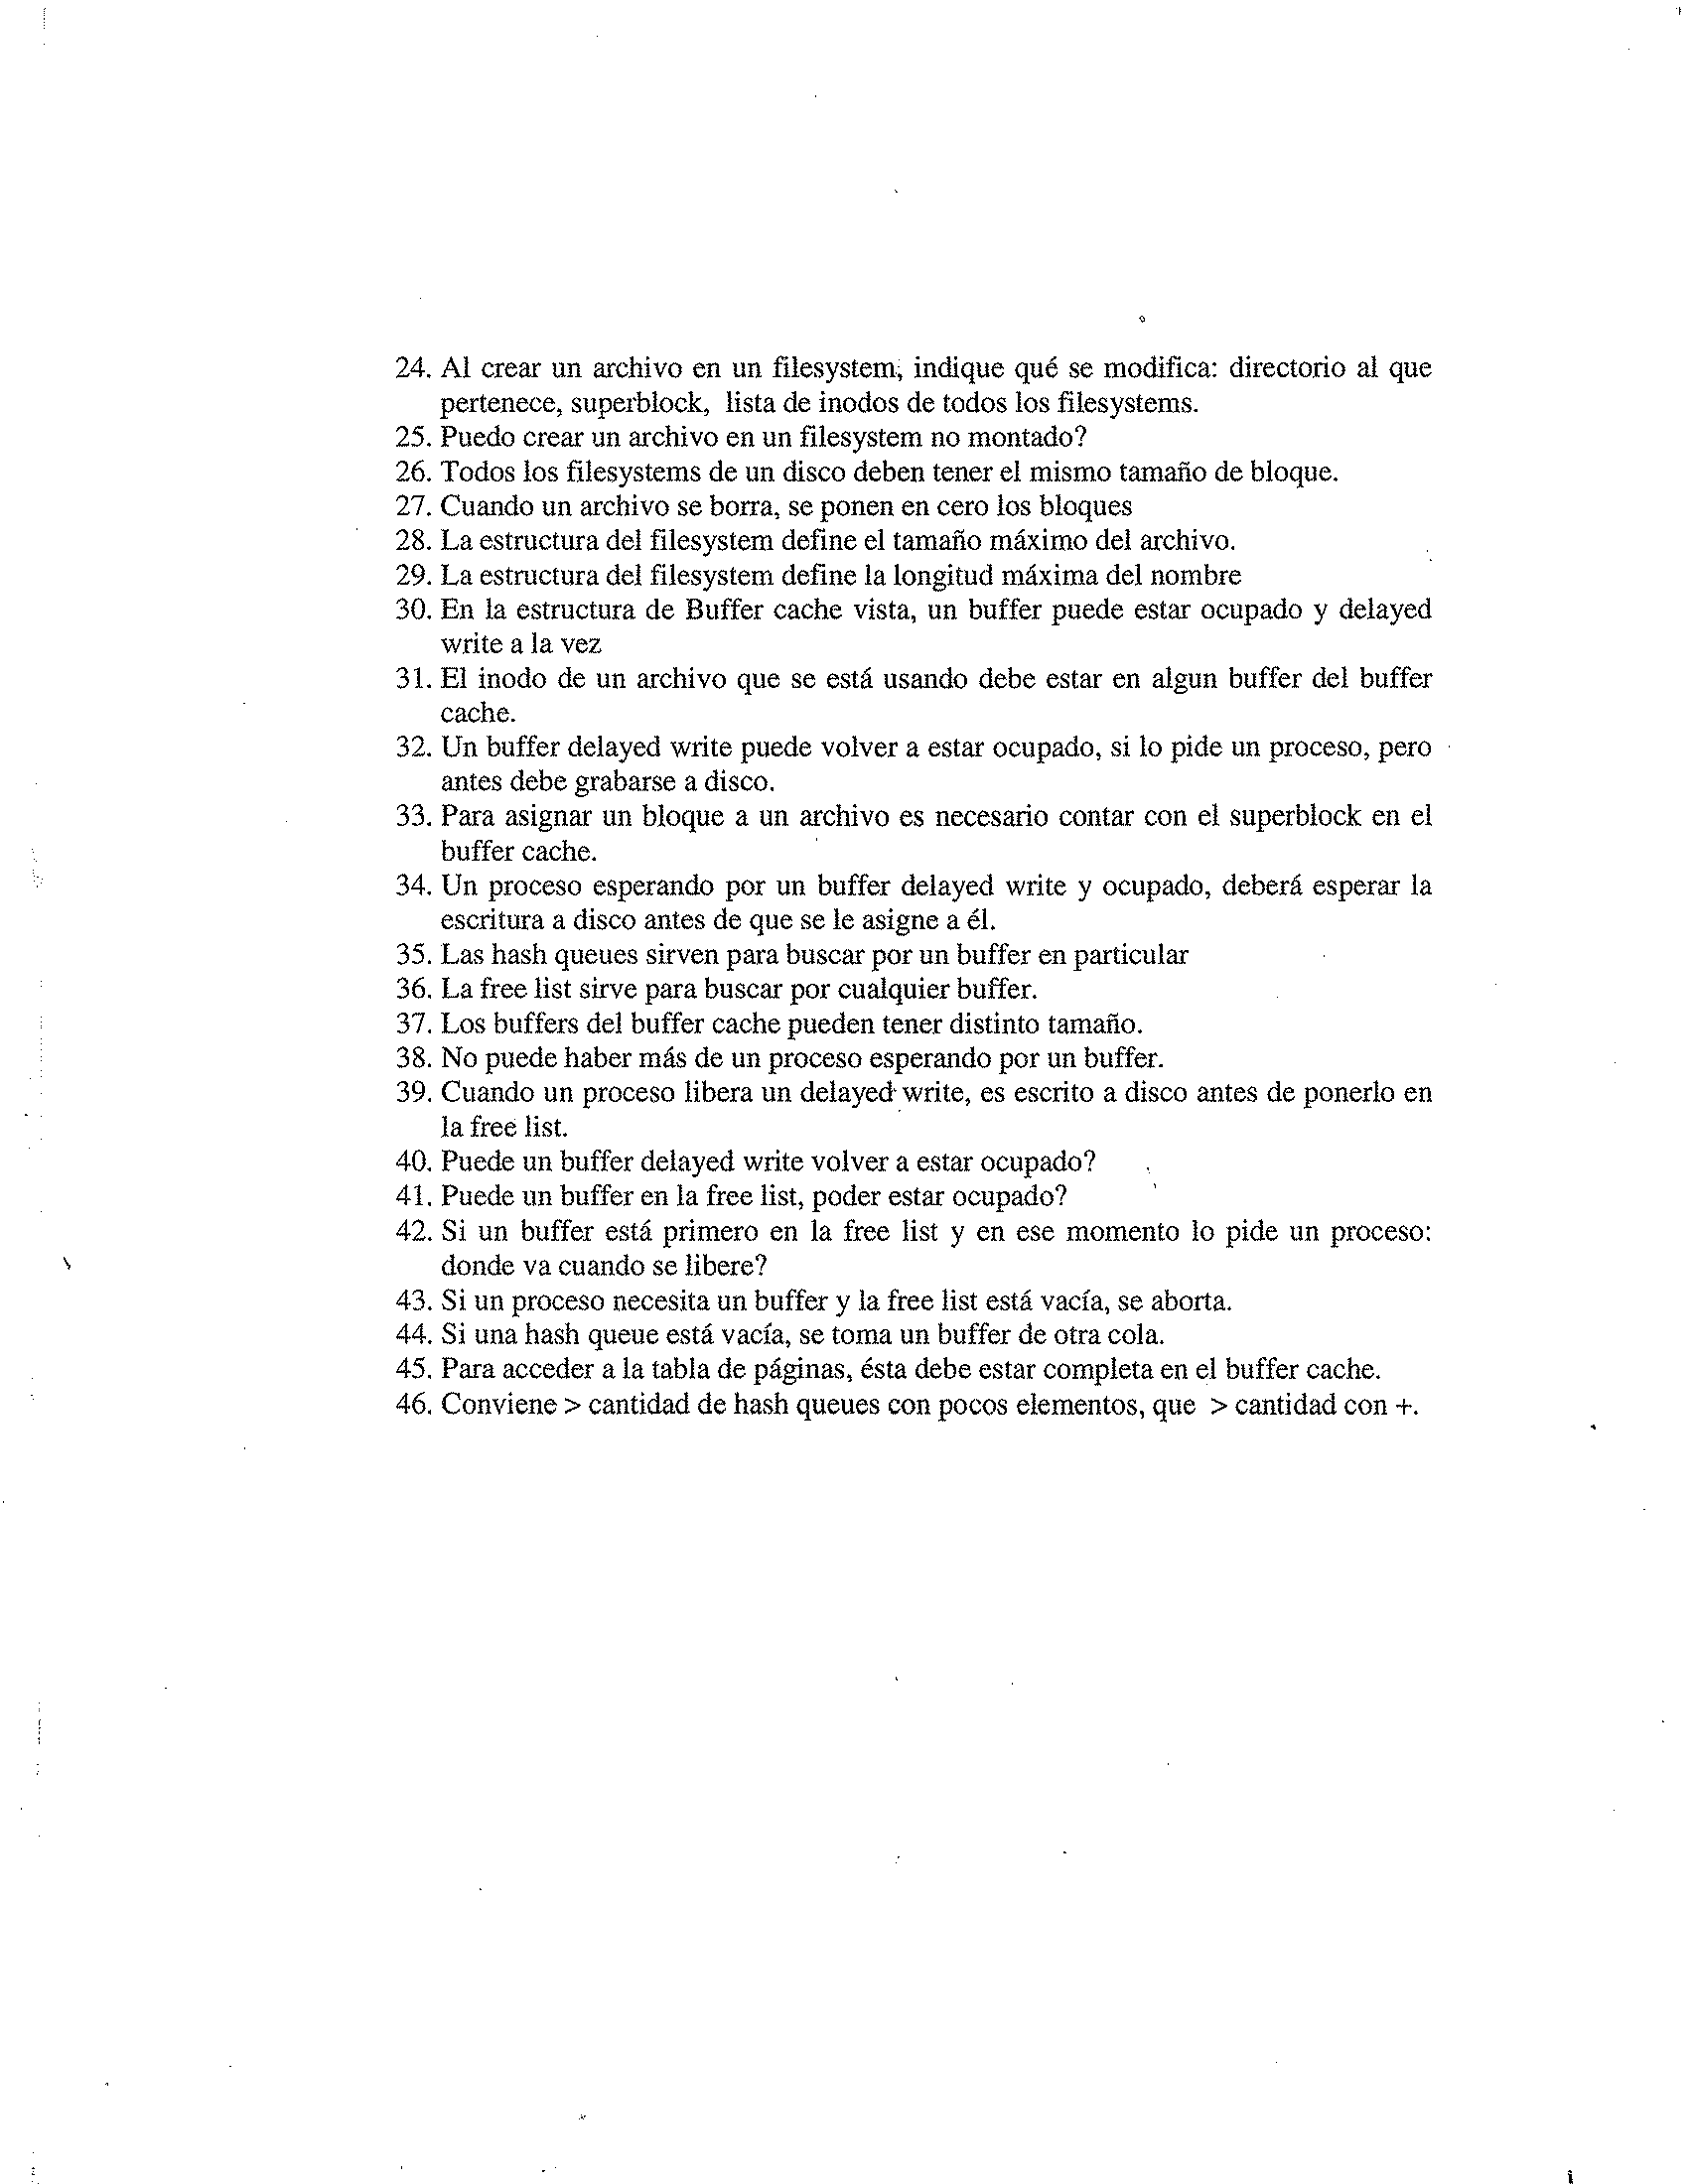 24. Al crear un archivo en un filesystem, indique qué se modifica: directorio al que
pertenece, superblock, lista de inodos de todos los filesystems.
25. Puedo crear un archivo en un filesystem no montado?
26. Todos los filesystems de un disco deben tener el mismo tamaño de bloque.
27. Cuando un archivo se borra, se ponen en cero los bloques
28. La estructura del filesystem define el tamaño máximo del archivo.
29. La estructura del filesystem define la longitud máxima del nombre
30. En la estructura de Buffer cache vista, un buffer puede estar ocupado y delayed
write a la vez
31. El inodo de un archivo que se está usando debe estar en algun buffer del buffer
cache.
32. Un buffer delayed write puede volver a estar ocupado, si lo pide un proceso, pero
antes debe grabarse a disco.
33. Para asignar un bloque a un archivo es necesario contar con el superblock en el
buffer cache.
34. Un proceso esperando por un buffer delayed write y ocupado, deberá esperar la
escritura a disco antes de que se le asigne a él.
35. Las hash queues sirven para buscar por un buffer en particular
36. La free list sirve para buscar por cualquier buffer.
37. Los buffers del buffer cache pueden tener distinto tamaño.
38. No puede haber más de un proceso esperando por un buffer.
39. Cuando un proceso libera un delayed write, es escrito a disco antes de ponerlo en
la free list.
40. Puede un buffer delayed write volver a estar ocupado?
41. Puede un buffer en la free list, poder estar ocupado?
42. Si un buffer está primero en la free list y en ese momento lo pide un proceso:
donde va cuando se libere?
43. Si un proceso necesita un buffer y la free list está vacía, se aborta.
44. Si una hash queue está vacía, se toma un buffer de otra cola.
45. Para acceder a la tabla de páginas, ésta debe estar completa en el buffer cache.
46. Conviene > cantidad de hash queues con pocos elementos, que > cantidad con +.